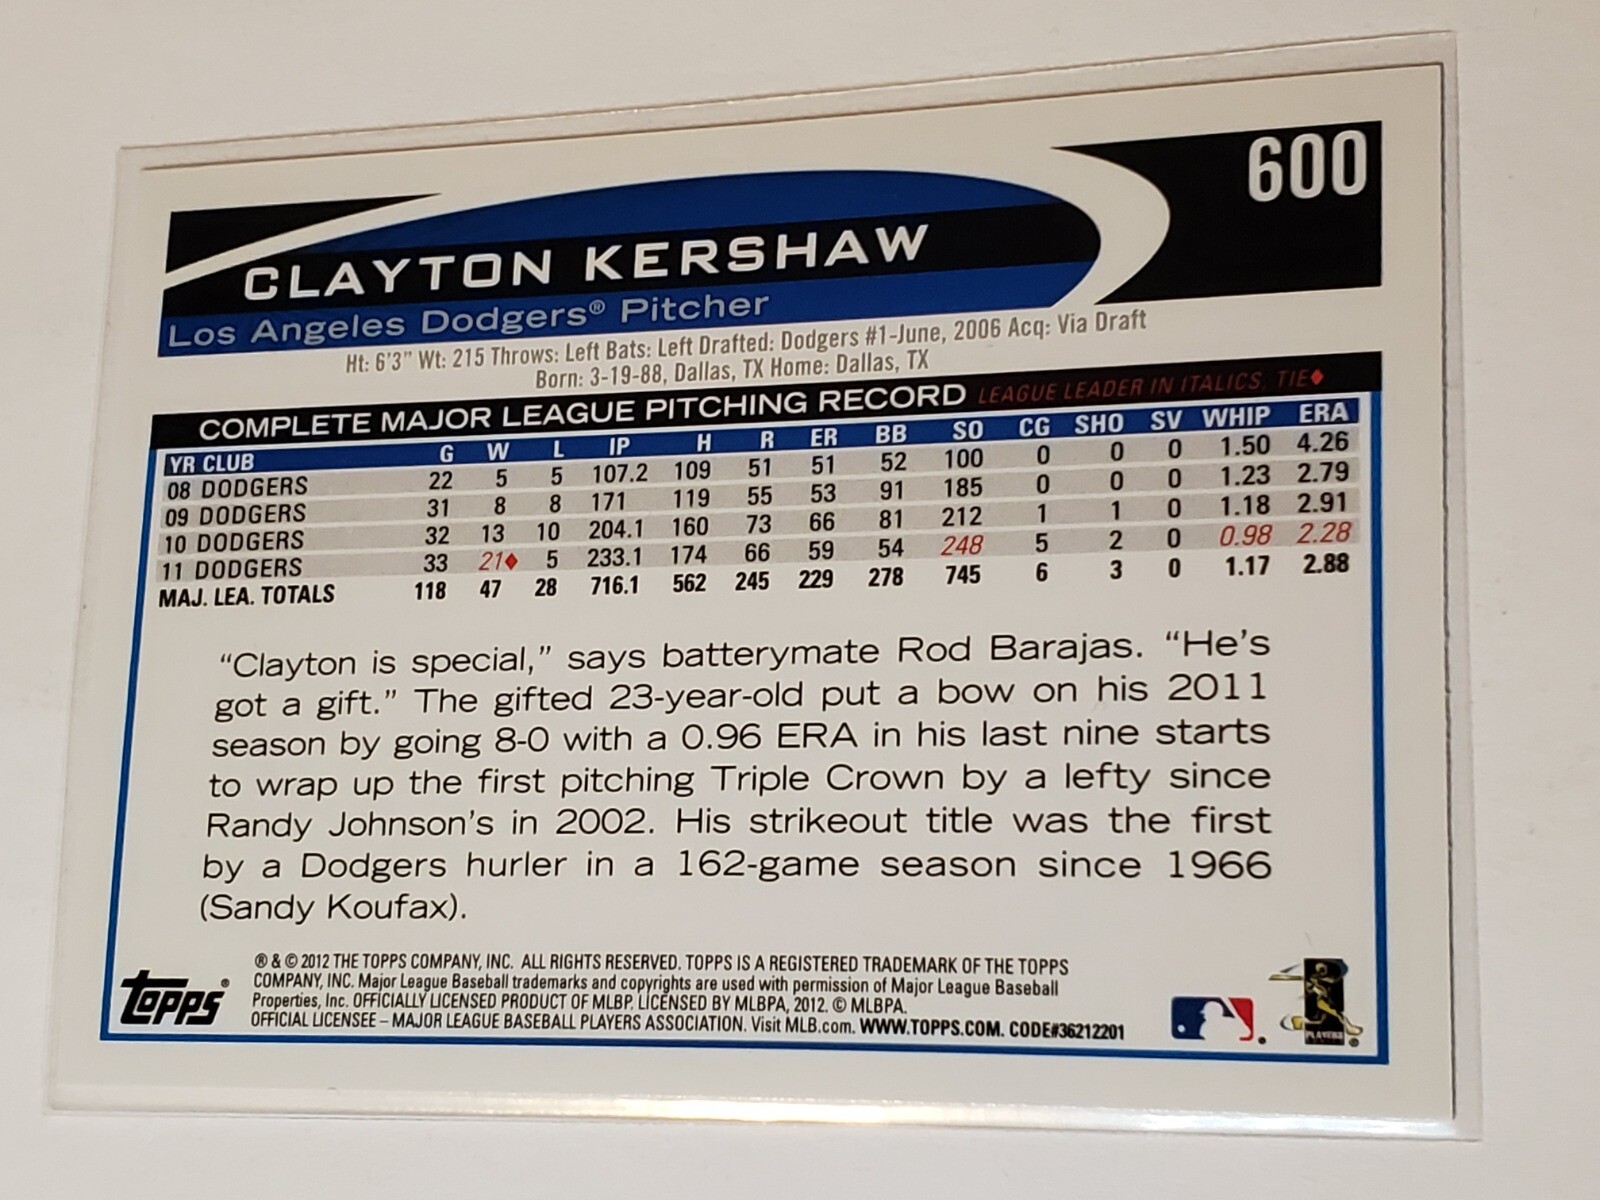 600
CLAYTON KERSHAW
Los Angeles Dodgers® Pitcher
Ht: 6'3" Wt: 215 Throws: Left Bats: Left Drafted: Dodgers #1-June, 2006 Acq: Via Draft
Born: 3-19-88, Dallas, TX Home: Dallas, TX
COMPLETE MAJOR LEAGUE PITCHING RECORD LEAGUE LEADER IN ITALICS, TIE♦
YR CLUB G W L IP H R ER BB SO CG SHO SV WHIP ERA
08 DODGERS 22 5 5 107.2 109 51 51 52 100 0 0 0 1.50 4.26
09 DODGERS 31 8 8 171 119 55 53 91 185 0 0 0 1.23 2.79
10 DODGERS 32 13 10 204.1 160 73 66 81 212 1 1 0 1.18 2.91
11 DODGERS 33 21♦ 5 233.1 174 66 59 54 248 5 2 0 0.98 2.28
MAJ. LEA. TOTALS 118 47 28 716.1 562 245 229 278 745 6 3 0 1.17 2.88
“Clayton is special,” says batterymate Rod Barajas. “He’s
got a gift.” The gifted 23-year-old put a bow on his 2011
season by going 8-0 with a 0.96 ERA in his last nine starts
to wrap up the first pitching Triple Crown by a lefty since
Randy Johnson’s in 2002. His strikeout title was the first
by a Dodgers hurler in a 162-game season since 1966
(Sandy Koufax).
® & © 2012 THE TOPPS COMPANY, INC. ALL RIGHTS RESERVED. TOPPS IS A REGISTERED TRADEMARK OF THE TOPPS
COMPANY, INC. Major League Baseball trademarks and copyrights are used with permission of Major League Baseball
Properties, Inc. OFFICIALLY LICENSED PRODUCT OF MLBP. LICENSED BY MLBPA, 2012. © MLBPA.
OFFICIAL LICENSEE – MAJOR LEAGUE BASEBALL PLAYERS ASSOCIATION. Visit MLB.com. WWW.TOPPS.COM. CODE#36212201
Topps®
PLAYERS ®